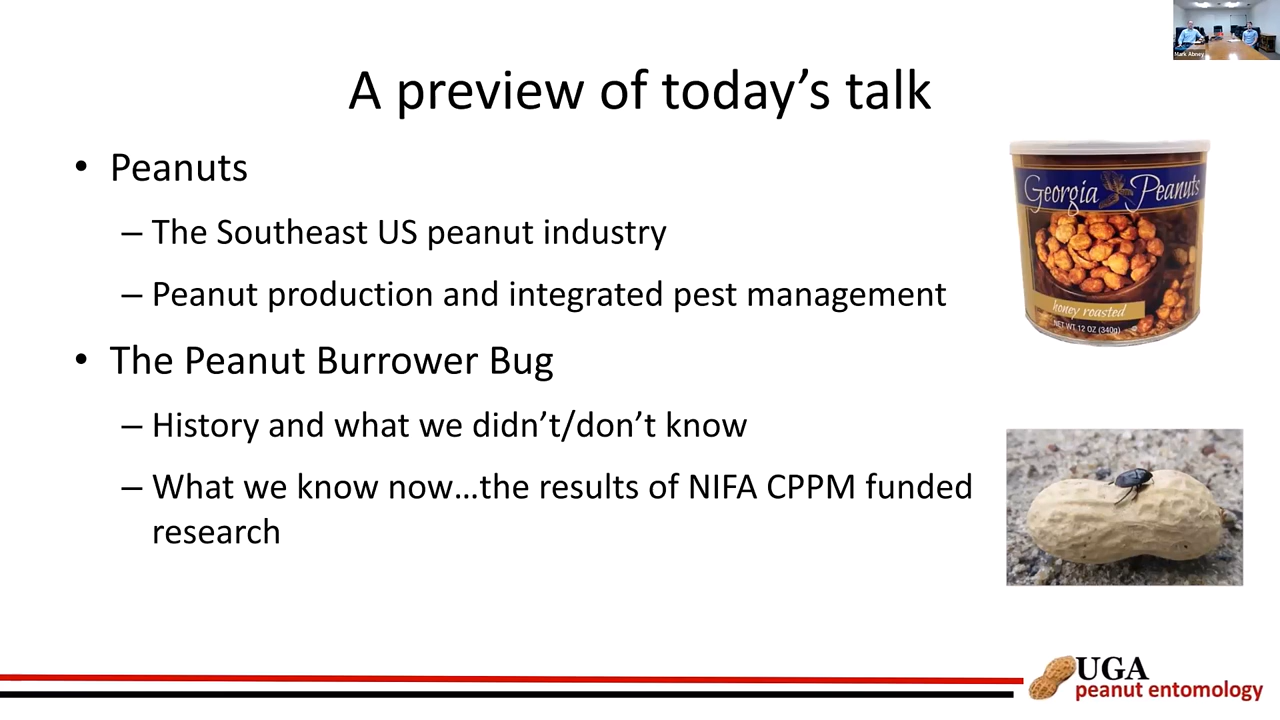 Mark Abney
A preview of today’s talk
• Peanuts
– The Southeast US peanut industry
– Peanut production and integrated pest management
• The Peanut Burrower Bug
– History and what we didn’t/don’t know
– What we know now…the results of NIFA CPPM funded
research
Georgia Peanuts
honey roasted
NET WT 12 OZ (340g)
UGA
peanut entomology